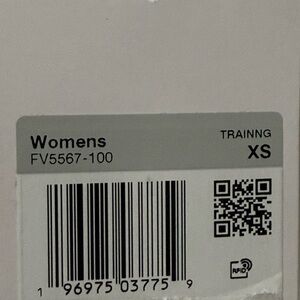 Womens
TRAINNG
FV5567-100
XS
RFID
1 96975 03775 9